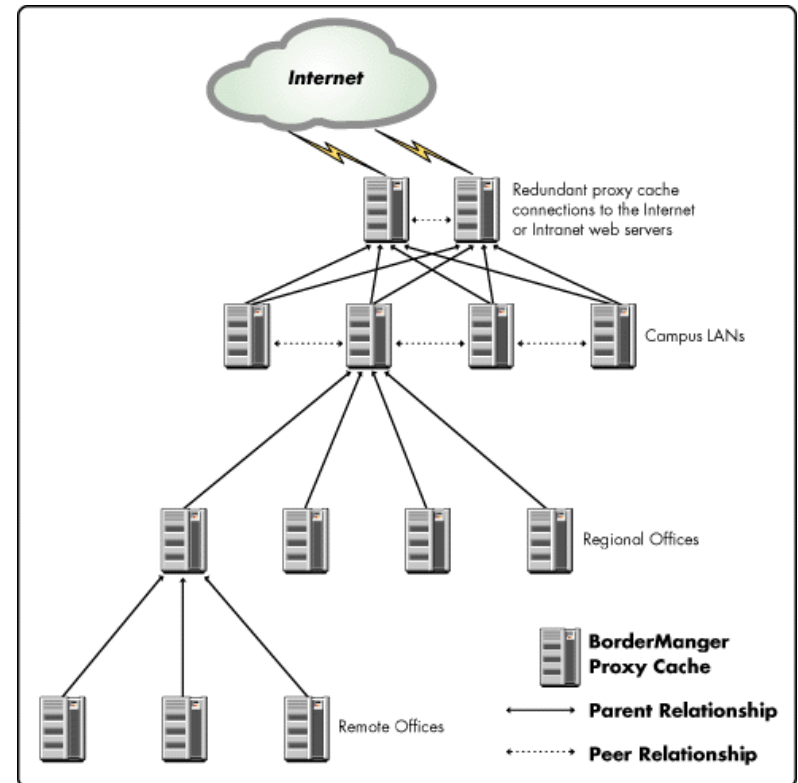 Internet
Redundant proxy cache
connections to the Internet
or Intranet web servers
Campus LANs
Regional Offices
Remote Offices
BorderManger
Proxy Cache
Parent Relationship
Peer Relationship